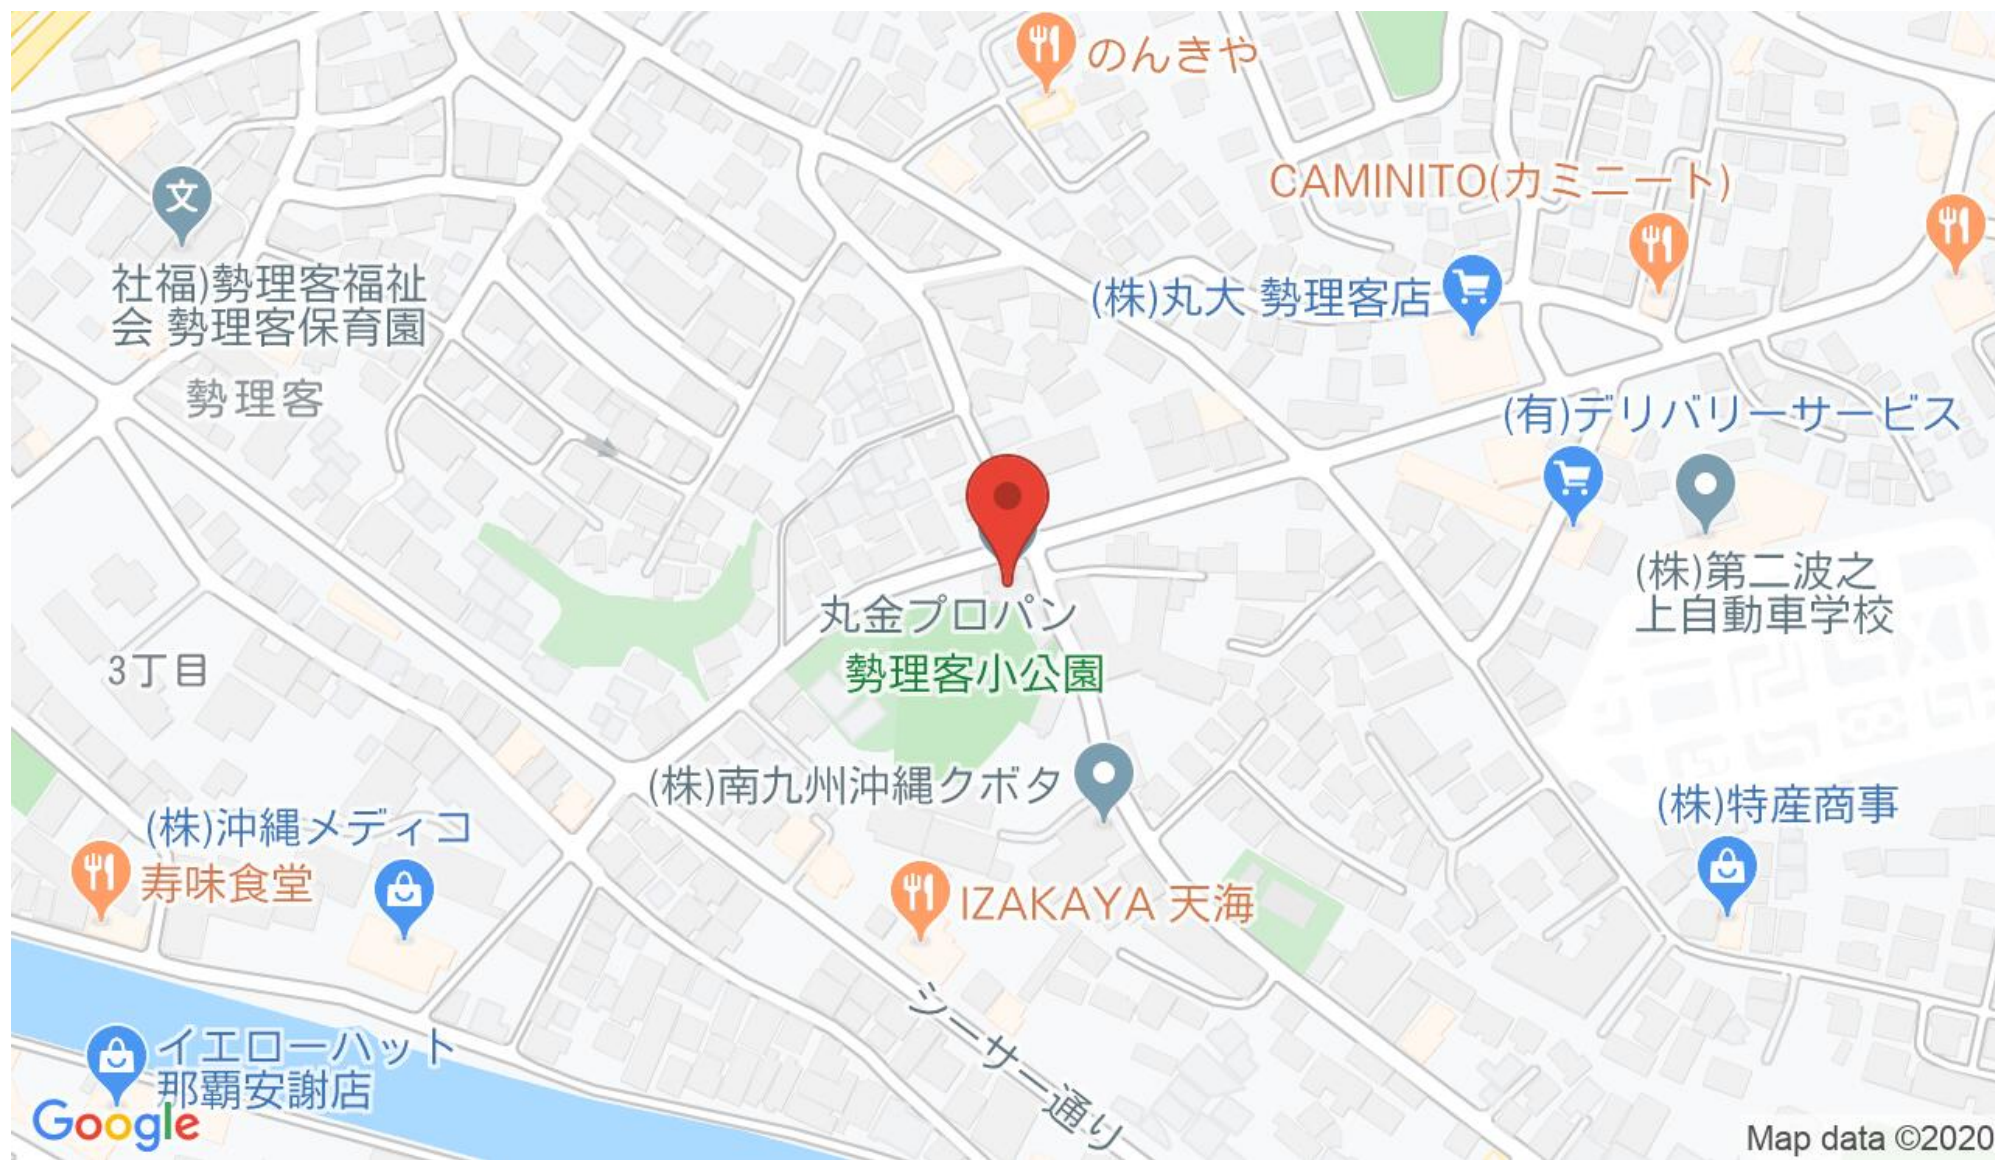 のんきや
CAMINITO(カミニート)
社福)勢理客福祉
会 勢理客保育園
(株)丸大 勢理客店
勢理客
(有)デリバリーサービス
(株)第二波之
上自動車学校
丸金プロパン
勢理客小公園
3丁目
(株)南九州沖縄クボタ
(株)特産商事
(株)沖縄メディコ
寿味食堂
IZAKAYA 天海
シーサー通り
イエローハット
那覇安謝店
Google
Map data ©2020